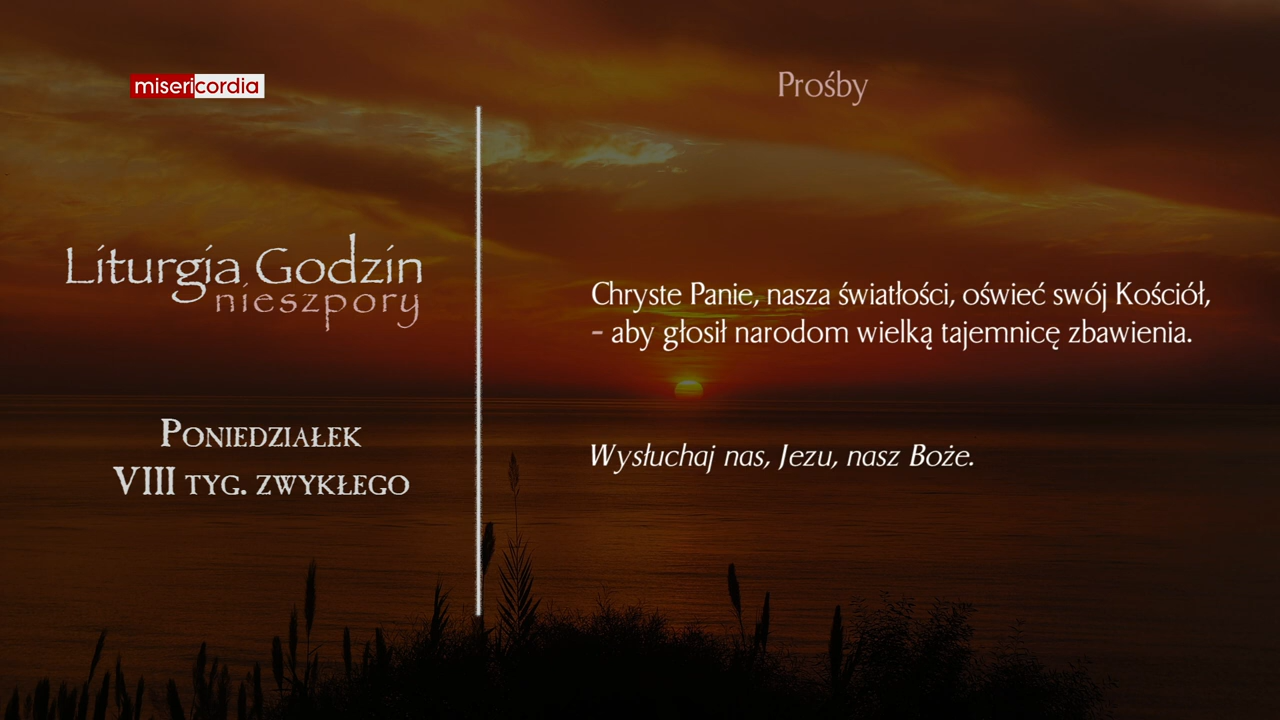 misericordia
Liturgia Godzin
nieszpory
Poniedziałek
VIII tyg. zwykłego
Prośby
Chryste Panie, nasza światłości, oświeć swój Kościół,
- aby głosił narodom wielką tajemnicę zbawienia.
Wysłuchaj nas, Jezu, nasz Boże.